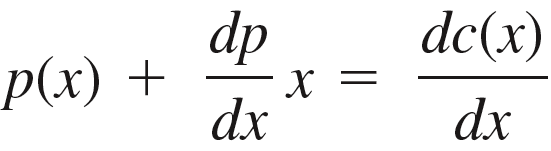 p(x) + dp/dx x = dc(x)/dx